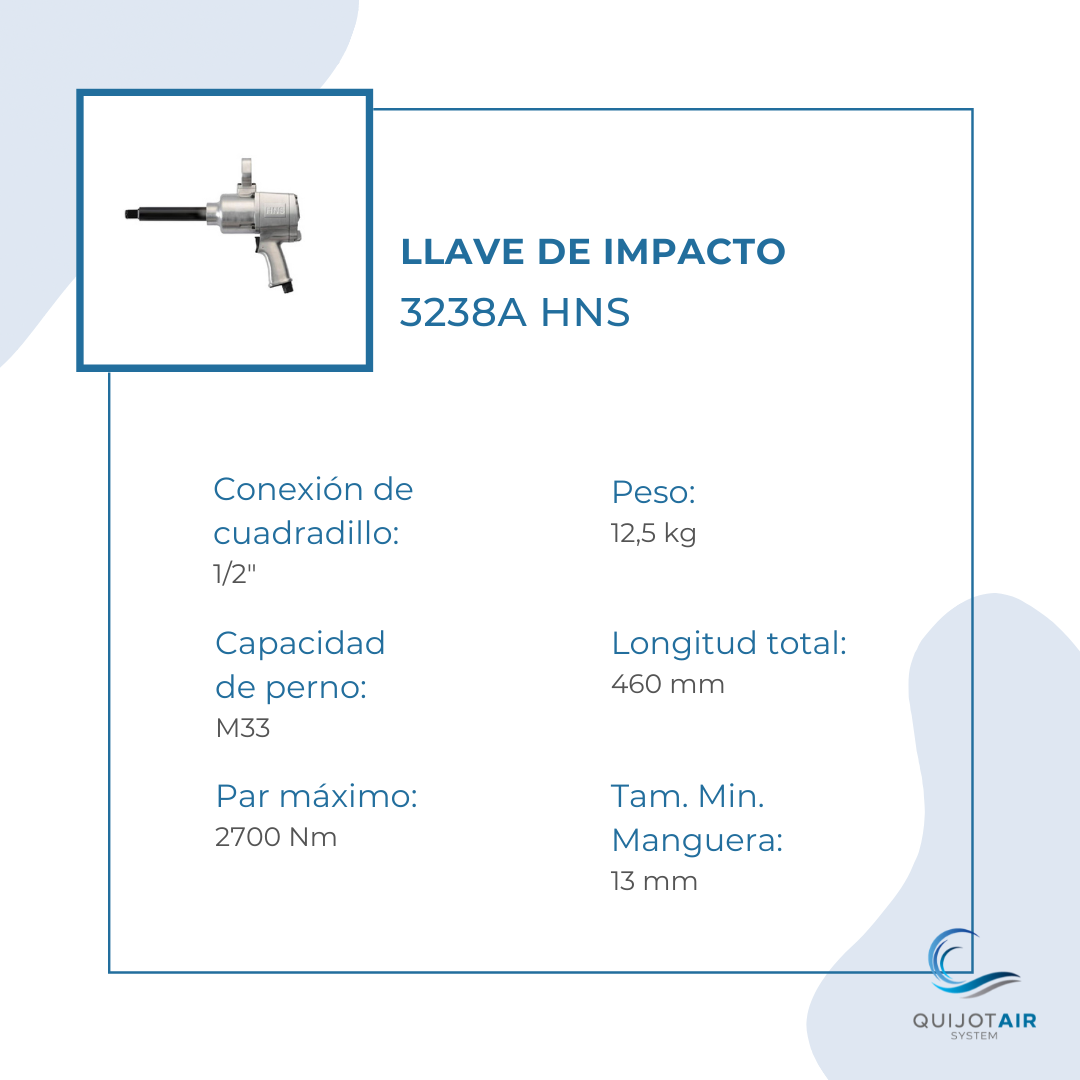 LLAVE DE IMPACTO
3238A HNS
Conexión de
cuadradillo:
1/2"
Capacidad
de perno:
M33
Par máximo:
2700 Nm
Peso:
12,5 kg
Longitud total:
460 mm
Tam. Min.
Manguera:
13 mm
QUIJOTAIR
SYSTEM